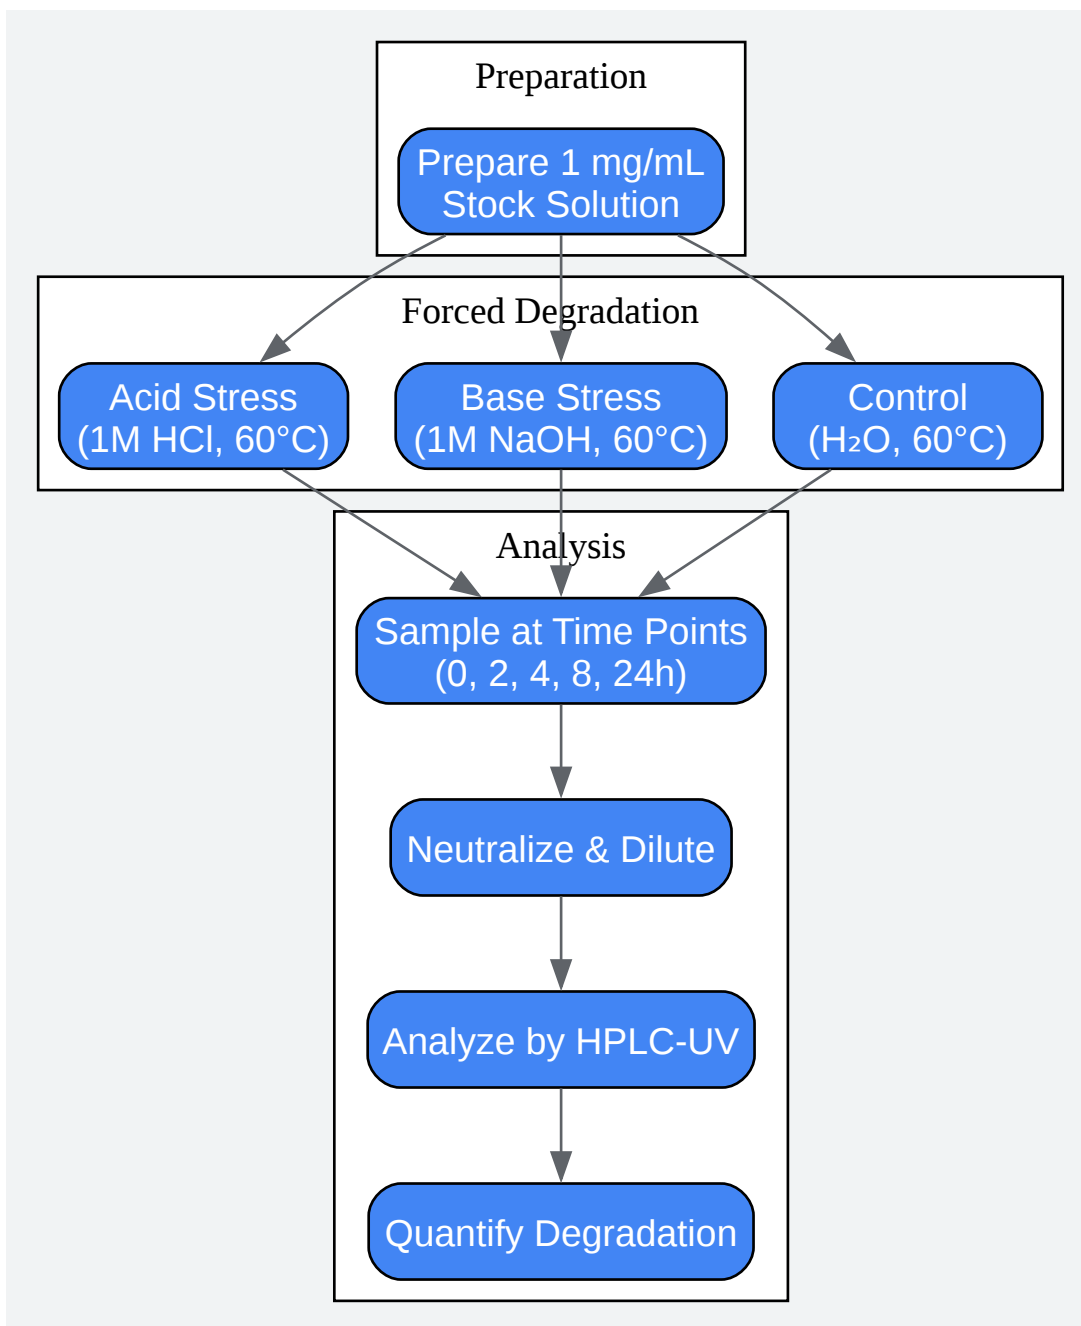 Preparation
Prepare 1 mg/mL
Stock Solution
Forced Degradation
Acid Stress
(1M HCl, 60°C)
Base Stress
(1M NaOH, 60°C)
Control
(H₂O, 60°C)
Analysis
Sample at Time Points
(0, 2, 4, 8, 24h)
Neutralize & Dilute
Analyze by HPLC-UV
Quantify Degradation